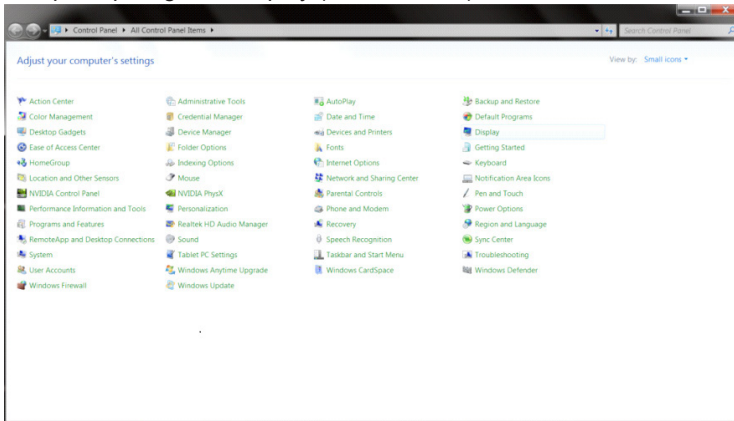 Control Panel ▸ All Control Panel Items ▸
Search Control Panel
Adjust your computer's settings
View by: Small icons
Action Center
Administrative Tools
AutoPlay
Backup and Restore
Color Management
Credential Manager
Date and Time
Default Programs
Desktop Gadgets
Device Manager
Devices and Printers
Display
Ease of Access Center
Folder Options
Fonts
Getting Started
HomeGroup
Indexing Options
Internet Options
Keyboard
Location and Other Sensors
Mouse
Network and Sharing Center
Notification Area Icons
NVIDIA Control Panel
NVIDIA PhysX
Parental Controls
Pen and Touch
Performance Information and Tools
Personalization
Phone and Modem
Power Options
Programs and Features
Realtek HD Audio Manager
Recovery
Region and Language
RemoteApp and Desktop Connections
Sound
Speech Recognition
Sync Center
System
Tablet PC Settings
Taskbar and Start Menu
Troubleshooting
User Accounts
Windows Anytime Upgrade
Windows CardSpace
Windows Defender
Windows Firewall
Windows Update